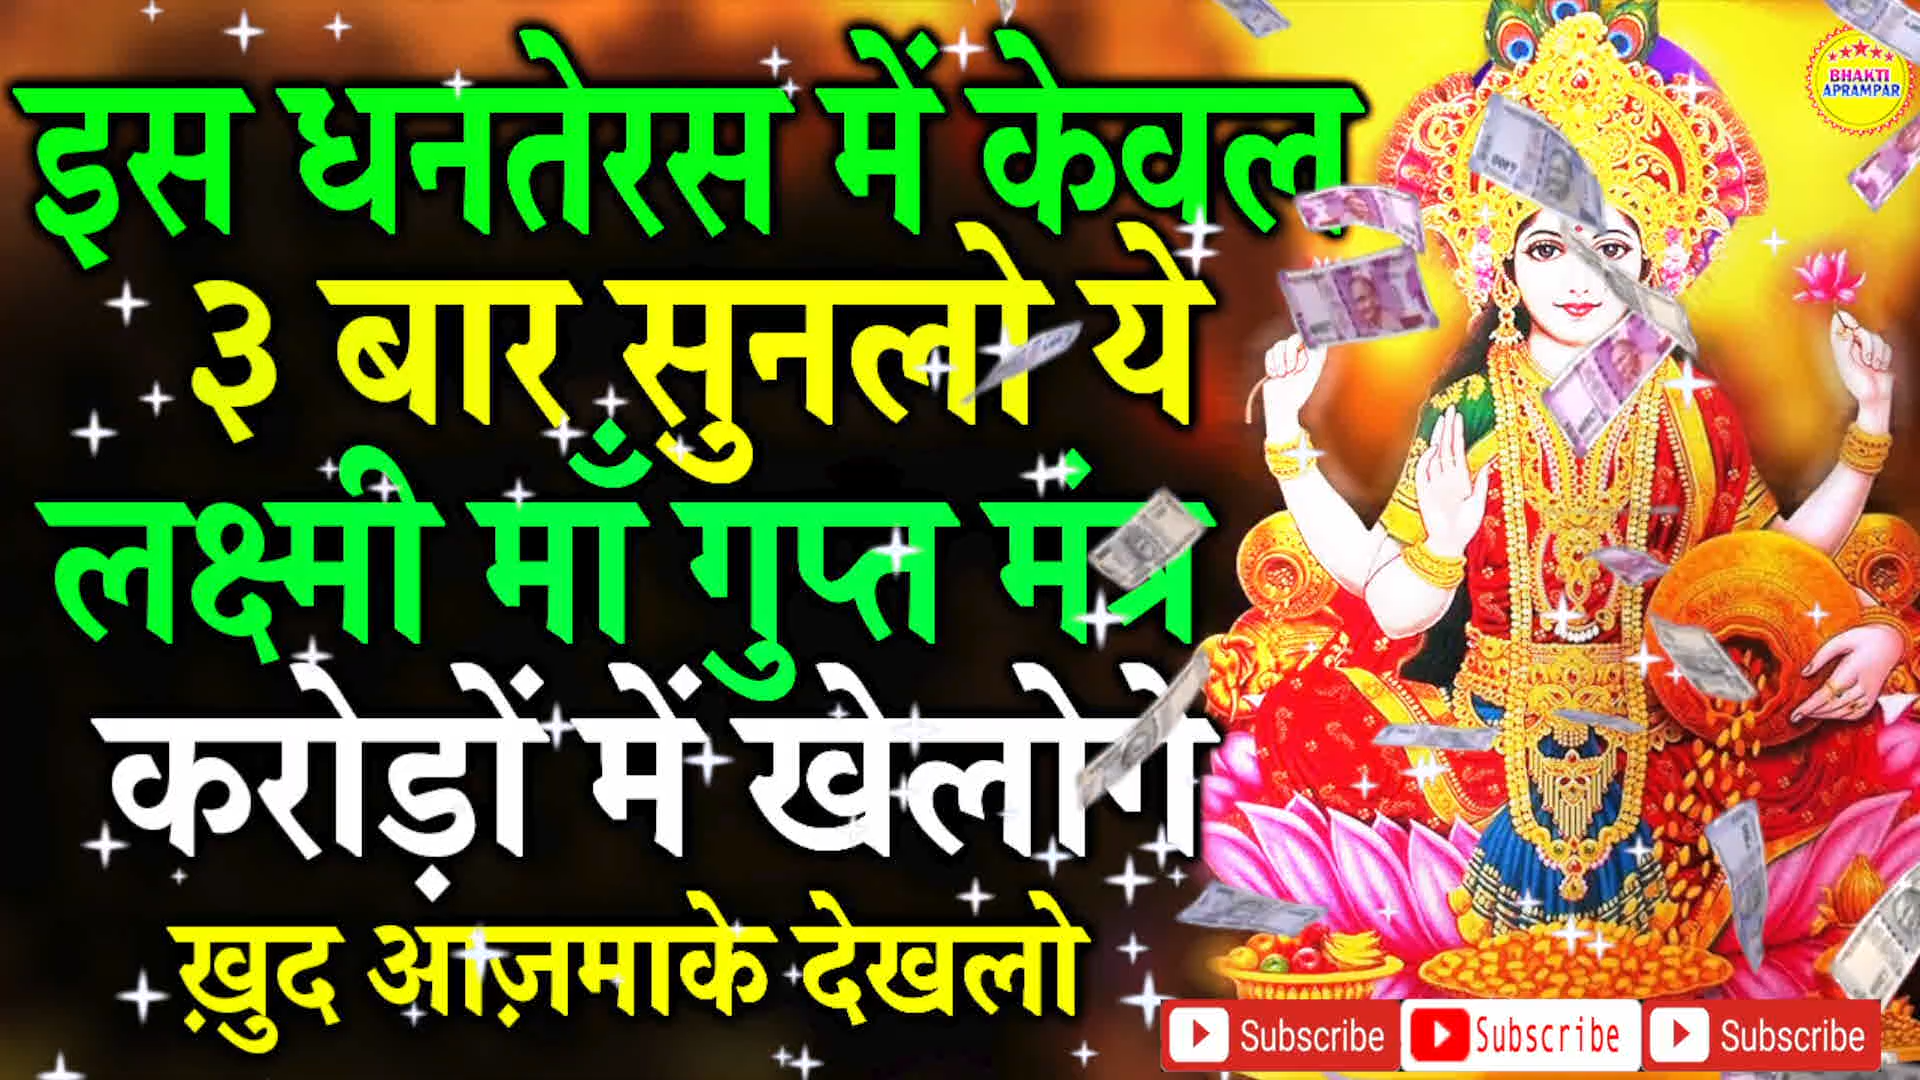 इस धनतेरस में केवल
३ बार सुनलो ये
लक्ष्मी माँ गुप्त मंत्र
करोड़ों में खेलोगे
ख़ुद आज़माके देखलो
BHAKTI
APRAMPAR
Subscribe Subscribe Subscribe